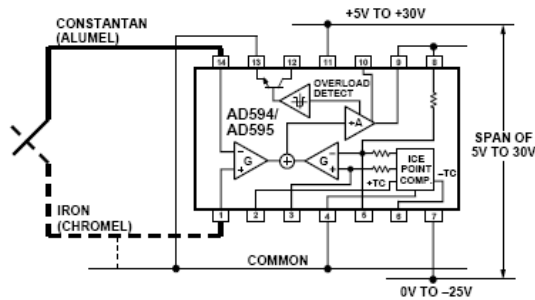 CONSTANTAN
(ALUMEL)
+5V TO +30V
14
13
12
11
10
9
8
OVERLOAD
DETECT
AD594/
AD595
+A
–
G
+
–
G
+
ICE
POINT
COMP.
+TC
–TC
SPAN OF
5V TO 30V
IRON
(CHROMEL)
1
2
3
4
5
6
7
COMMON
0V TO –25V